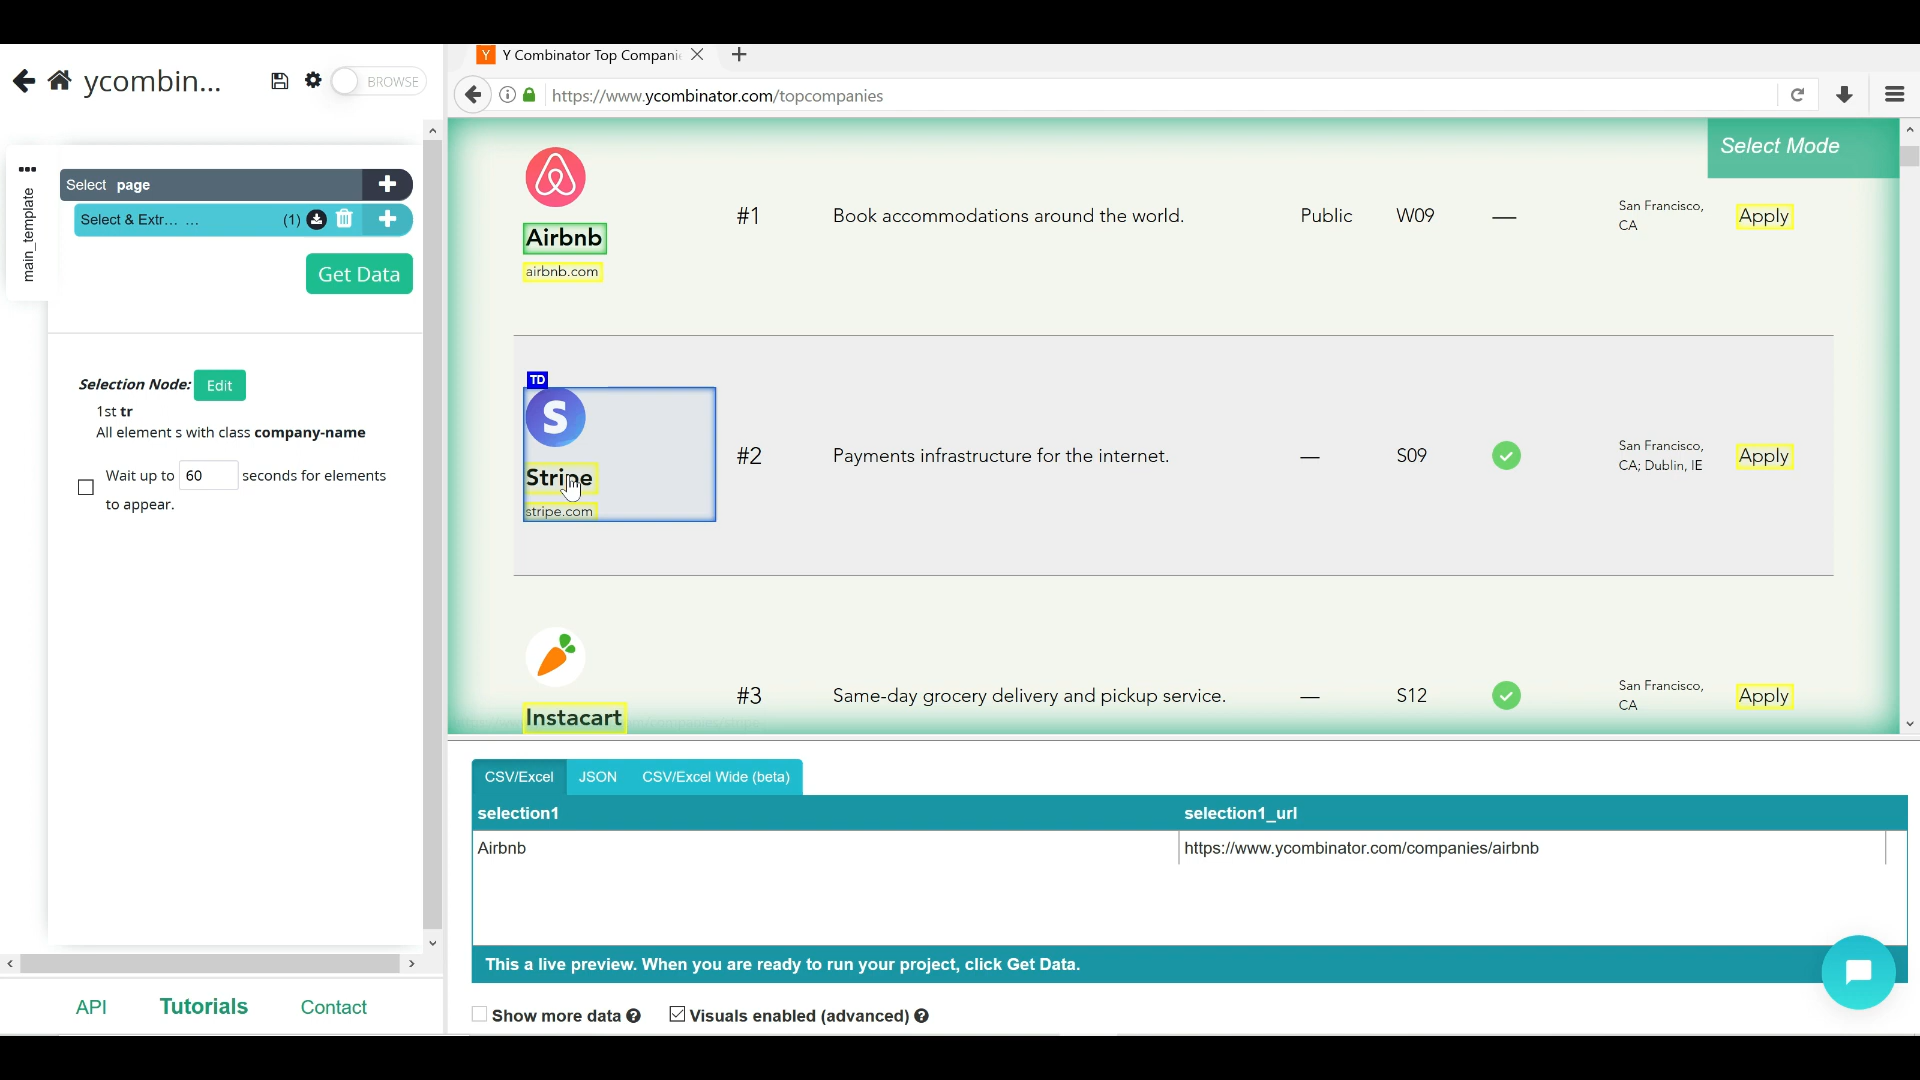 Y Combinator Top Compani
ycombin...
BROWSE
https://www.ycombinator.com/topcompanies
main_template
Select page
Select & Extr... ...
(1)
Get Data
Selection Node:
Edit
1st tr
All element s with class company-name
Wait up to 60 seconds for elements
to appear.
API
Tutorials
Contact
Select Mode
Airbnb
airbnb.com
#1
Book accommodations around the world.
Public
W09
—
San Francisco,
CA
Apply
TD
S
Stripe
stripe.com
#2
Payments infrastructure for the internet.
—
S09
San Francisco,
CA; Dublin, IE
Apply
Instacart
#3
Same-day grocery delivery and pickup service.
—
S12
San Francisco,
CA
Apply
CSV/Excel
JSON
CSV/Excel Wide (beta)
selection1
selection1_url
Airbnb
https://www.ycombinator.com/companies/airbnb
This a live preview. When you are ready to run your project, click Get Data.
Show more data
Visuals enabled (advanced)